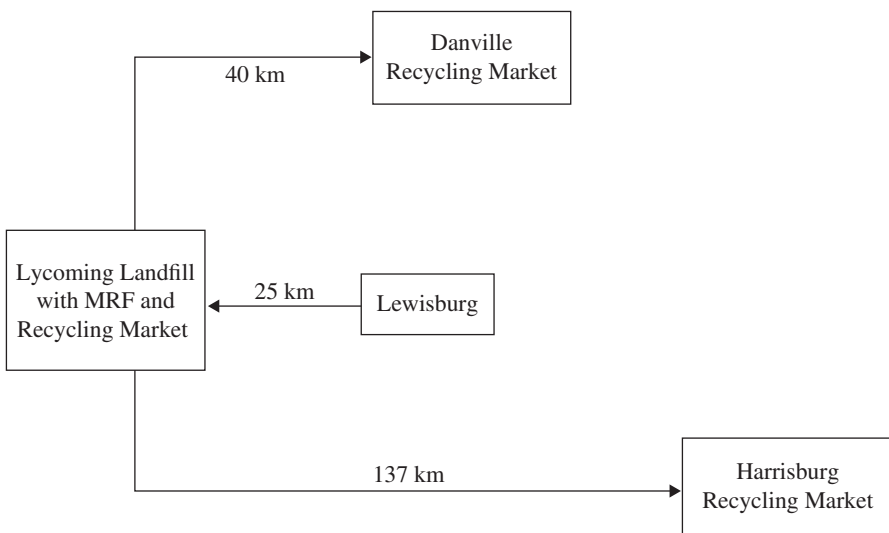 Danville
Recycling Market
40 km
Lycoming Landfill
with MRF and
Recycling Market
25 km
Lewisburg
137 km
Harrisburg
Recycling Market